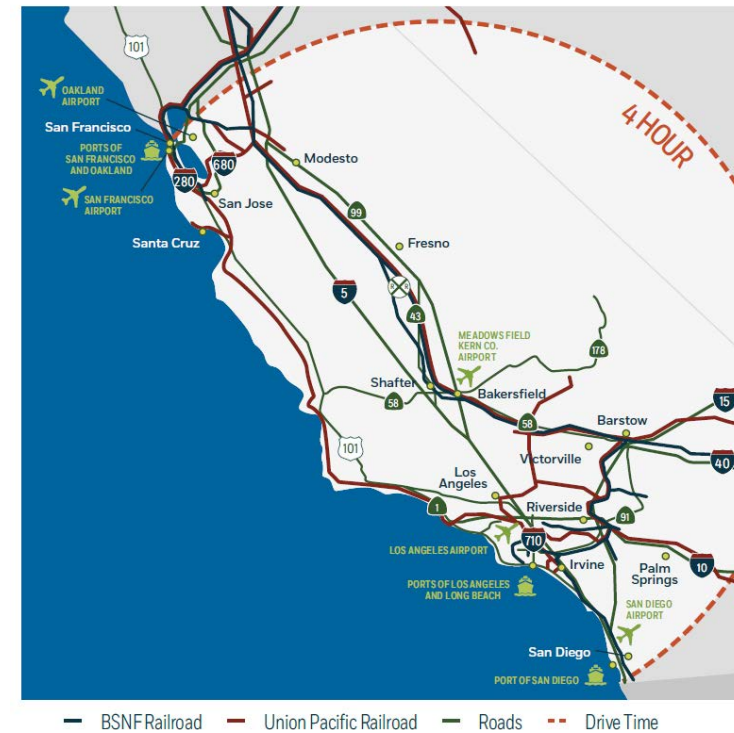 101
OAKLAND
AIRPORT
San Francisco
PORTS OF
SAN FRANCISCO
AND OAKLAND
280
680
SAN FRANCISCO
AIRPORT
San Jose
Santa Cruz
Modesto
4 HOUR
99
Fresno
5
43
MEADOWS FIELD
KERN CO.
AIRPORT
178
Shafter
Bakersfield
58
58
Barstow
15
101
Victorville
40
Los
Angeles
1
Riverside
91
LOS ANGELES AIRPORT
710
Irvine
Palm
Springs
10
PORTS OF LOS ANGELES
AND LONG BEACH
SAN DIEGO
AIRPORT
San Diego
PORT OF SAN DIEGO
BSNF Railroad
Union Pacific Railroad
Roads
Drive Time